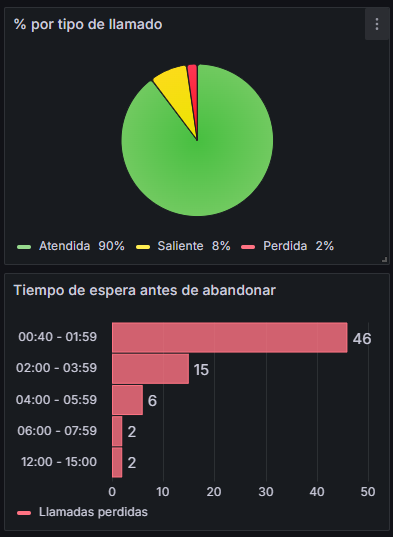 % por tipo de llamado
Atendida 90% Saliente 8% Perdida 2%
Tiempo de espera antes de abandonar
00:40 - 01:59 46
02:00 - 03:59 15
04:00 - 05:59 6
06:00 - 07:59 2
12:00 - 15:00 2
0 10 20 30 40 50
Llamadas perdidas